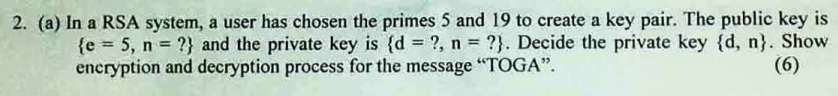 2. (a) In a RSA system, a user has chosen the primes 5 and 19 to create a key pair. The public key is
{e = 5, n = ?} and the private key is {d = ?, n = ?}. Decide the private key {d, n}. Show
encryption and decryption process for the message “TOGA”. (6)